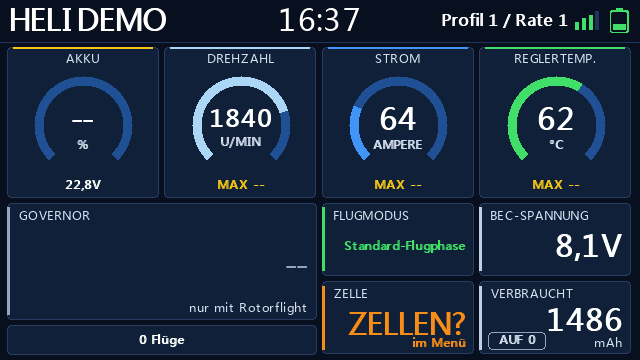 HELI DEMO 16:37 Profil 1 / Rate 1
AKKU
--
%
22,8V
DREHZAHL
1840
U/MIN
MAX --
STROM
64
AMPERE
MAX --
REGLERTEMP.
62
°C
MAX --
GOVERNOR
--
nur mit Rotorflight
FLUGMODUS
Standard-Flugphase
BEC-SPANNUNG
8,1V
0 Flüge
ZELLE
ZELLEN?
im Menü
VERBRAUCHT
1486
AUF 0
mAh